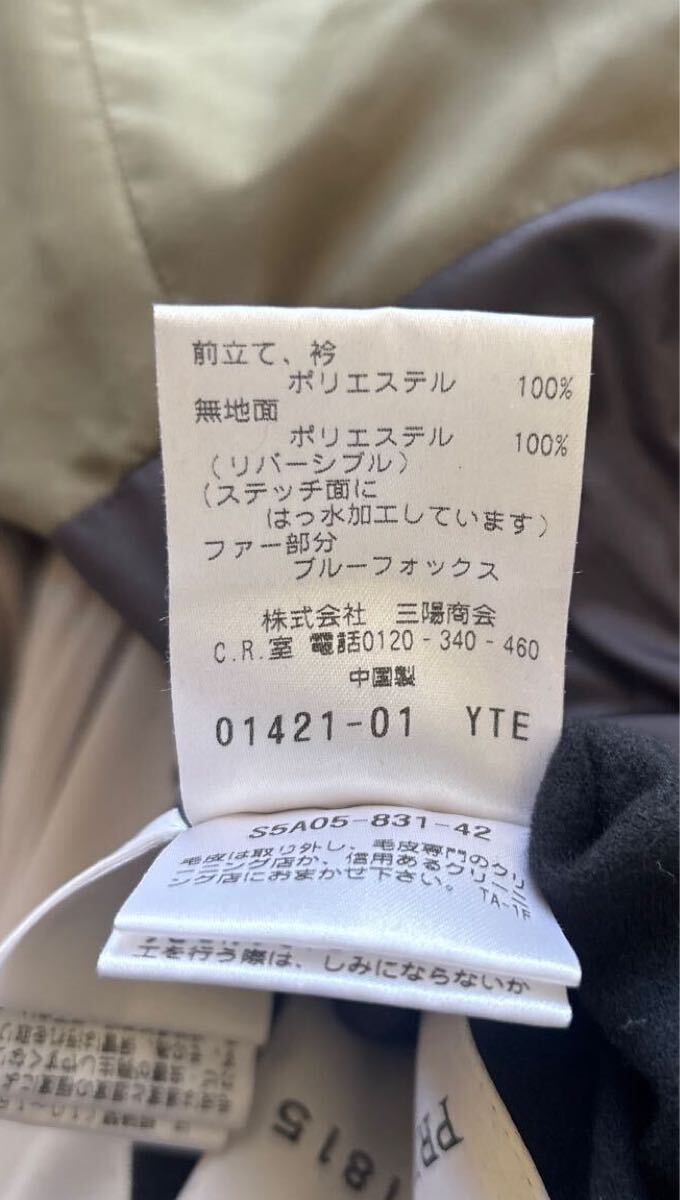 前立て、衿
ポリエステル 100%
無地面
ポリエステル 100%
(リバーシブル)
(ステッチ面に
はっ水加工しています)
ファー部分
ブルーフォックス
株式会社 三陽商会
C.R.室 電話0120-340-460
中国製
01421-01 YTE
S5A05-831-42
毛皮は取り外し、毛皮専門のクリ
ーニング店か、信用あるクリーニ
ング店におまかせ下さい。
TA-1F
工を行う際は、しみにならないか
1815
PR